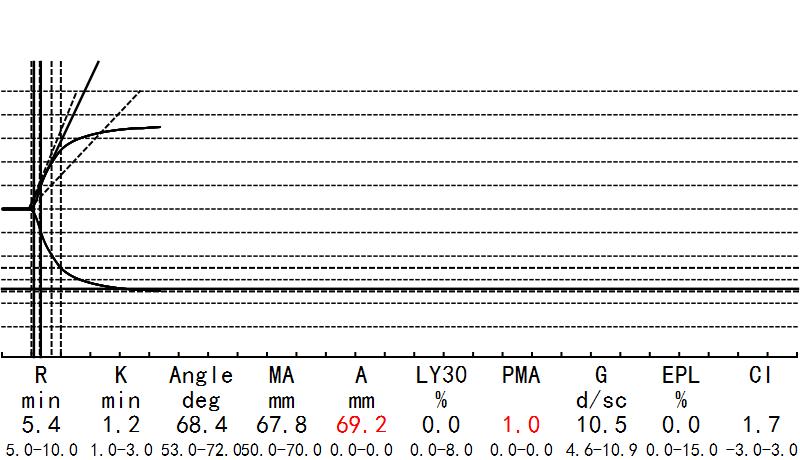 R K Angle MA A LY30 PMA G EPL CI
min min deg mm mm % d/sc %
5.4 1.2 68.4 67.8 69.2 0.0 1.0 10.5 0.0 1.7
5.0-10.0 1.0-3.0 53.0-72.0 50.0-70.0 0.0-0.0 0.0-8.0 0.0-0.0 4.6-10.9 0.0-15.0 -3.0-3.0